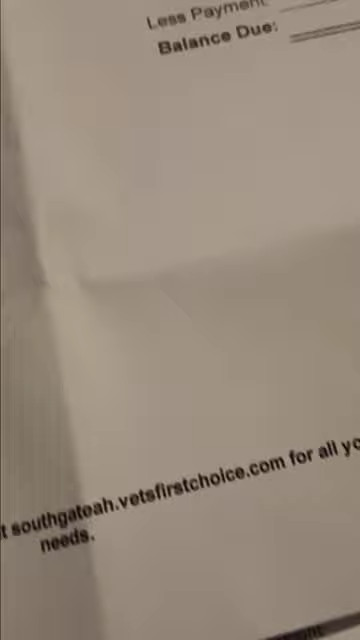 Less Payment
Balance Due:
t southgateah.vetsfirstchoice.com for all yo
needs.